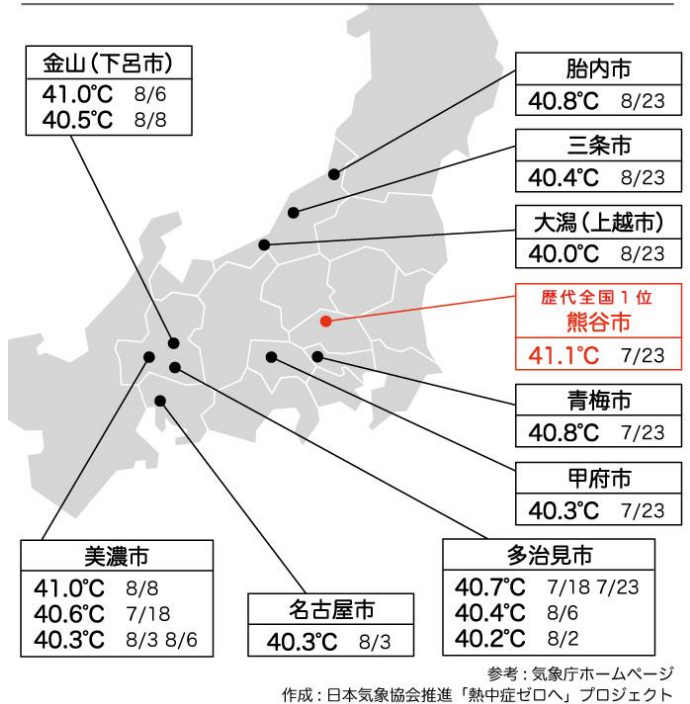 金山(下呂市)
41.0℃ 8/6
40.5℃ 8/8
胎内市
40.8℃ 8/23
三条市
40.4℃ 8/23
大潟(上越市)
40.0℃ 8/23
歴代全国1位
熊谷市
41.1℃ 7/23
青梅市
40.8℃ 7/23
甲府市
40.3℃ 7/23
美濃市
41.0℃ 8/8
40.6℃ 7/18
40.3℃ 8/3 8/6
名古屋市
40.3℃ 8/3
多治見市
40.7℃ 7/18 7/23
40.4℃ 8/6
40.2℃ 8/2
参考:気象庁ホームページ
作成:日本気象協会推進「熱中症ゼロへ」プロジェクト